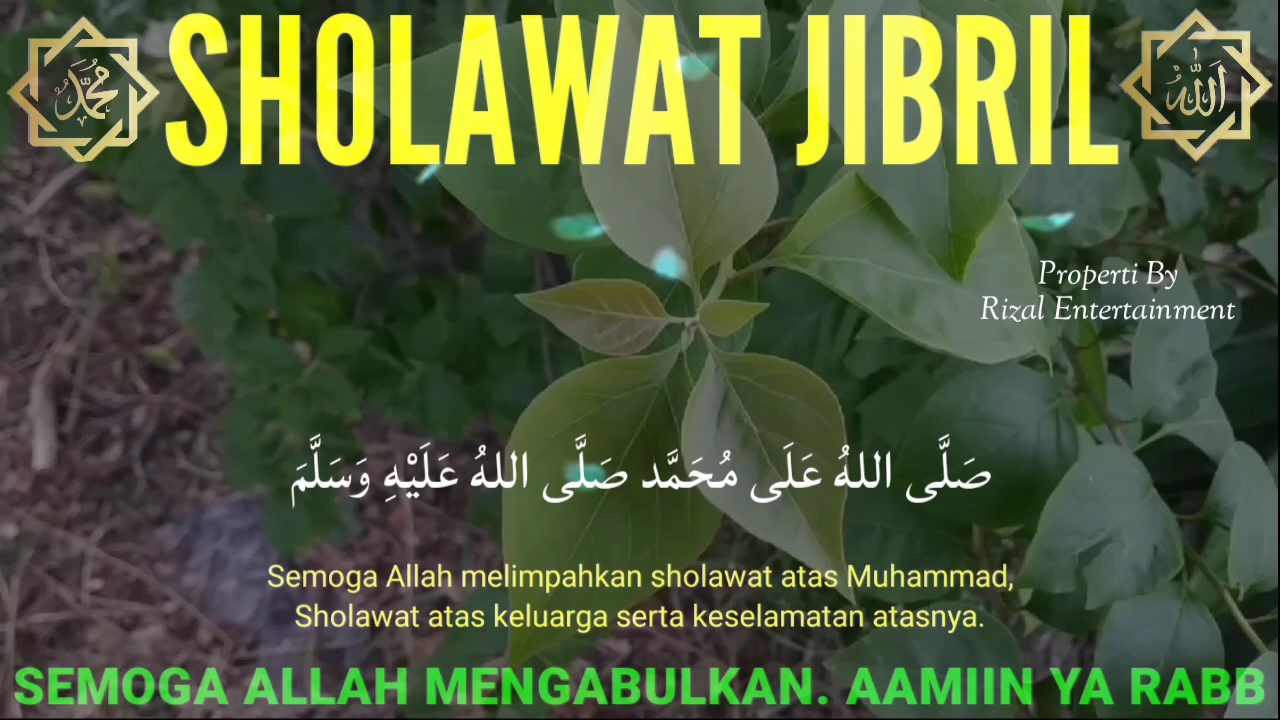 SHOLAWAT JIBRIL
مُحَمَّد
اللّٰه
Properti By
Rizal Entertainment
صَلَّى اللهُ عَلَى مُحَمَّد صَلَّى اللهُ عَلَيْهِ وَسَلَّمَ
Semoga Allah melimpahkan sholawat atas Muhammad,
Sholawat atas keluarga serta keselamatan atasnya.
SEMOGA ALLAH MENGABULKAN. AAMIIN YA RABB